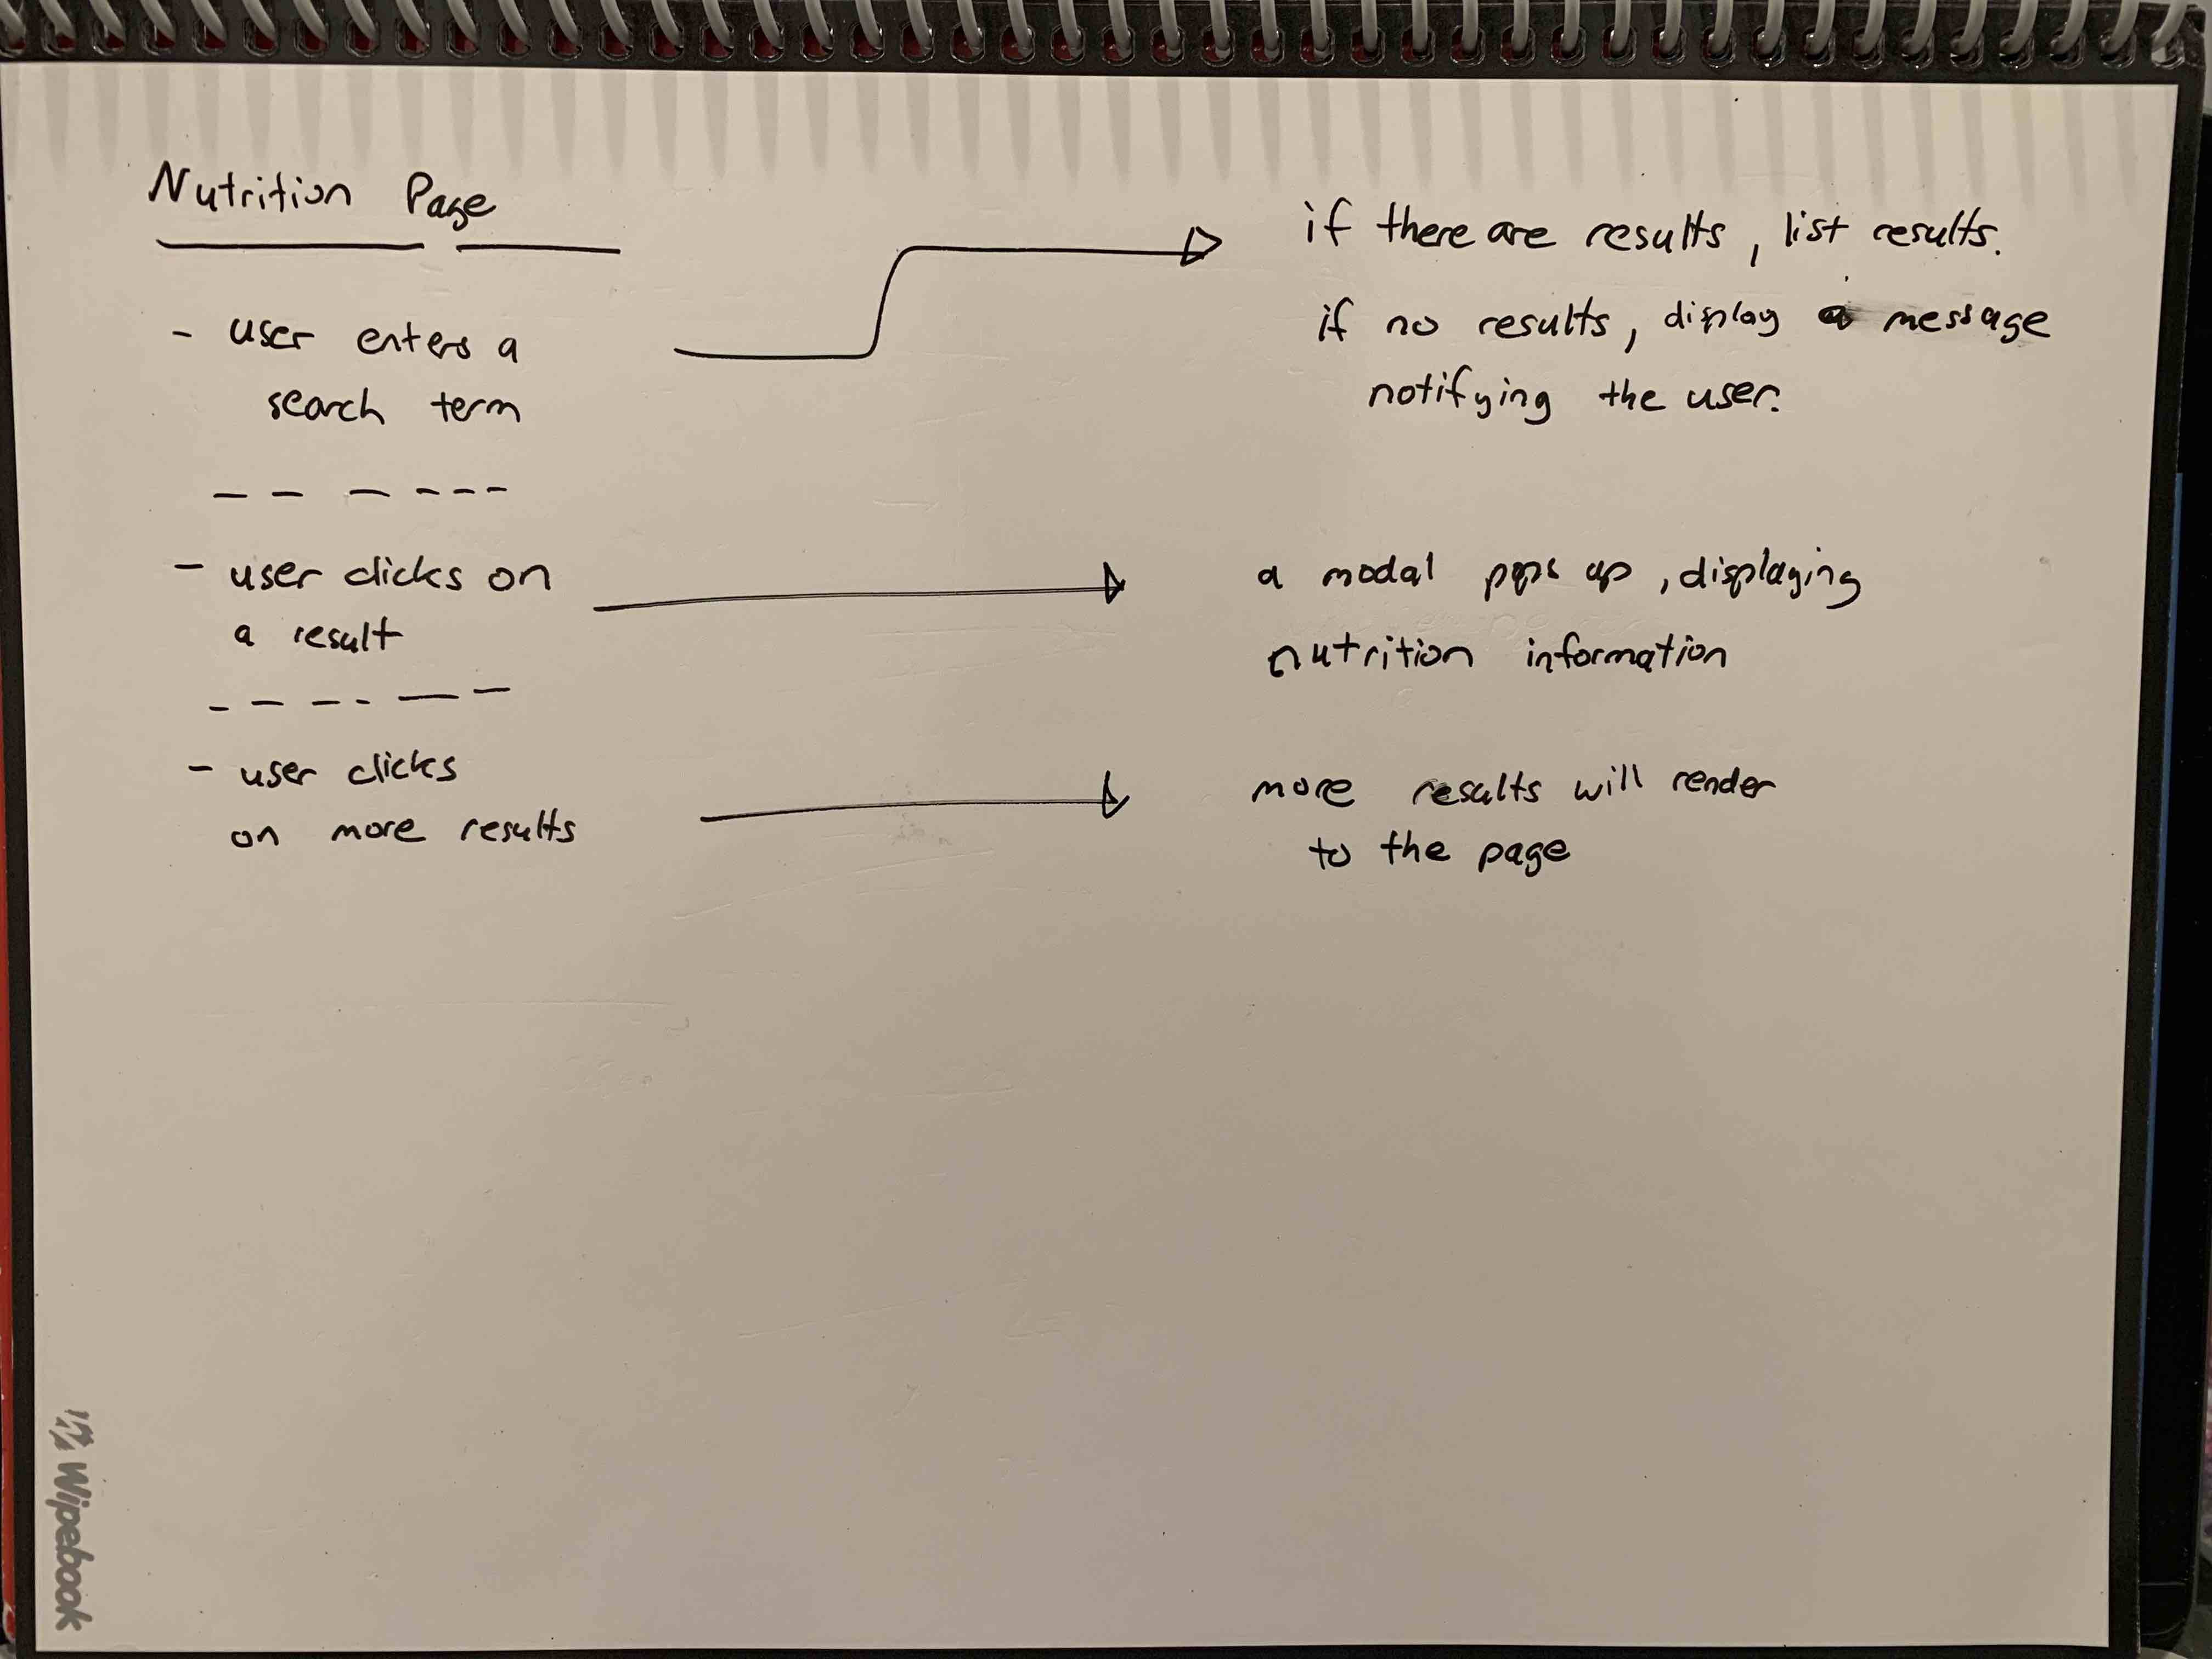 Nutrition Page
- user enters a
search term
if there are results, list results.
if no results, display a message
notifying the user.
- user clicks on
a result
a modal pops up, displaying
nutrition information
- user clicks
on more results
more results will render
to the page
Wipebook